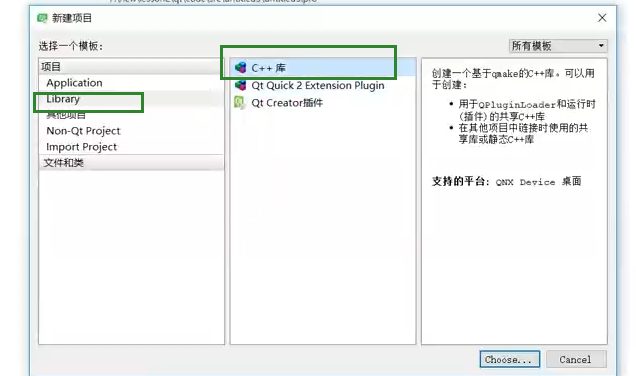 新建项目
选择一个模板：
所有模板
项目
Application
Library
其他项目
Non-Qt Project
Import Project
文件和类
C++ 库
Qt Quick 2 Extension Plugin
Qt Creator插件
创建一个基于qmake的C++库。可以用
于创建：
• 用于QPluginLoader和运行时
(插件)的共享C++库
• 在其他项目中链接时使用的共
享库或静态C++库
支持的平台：QNX Device 桌面
Choose...
Cancel